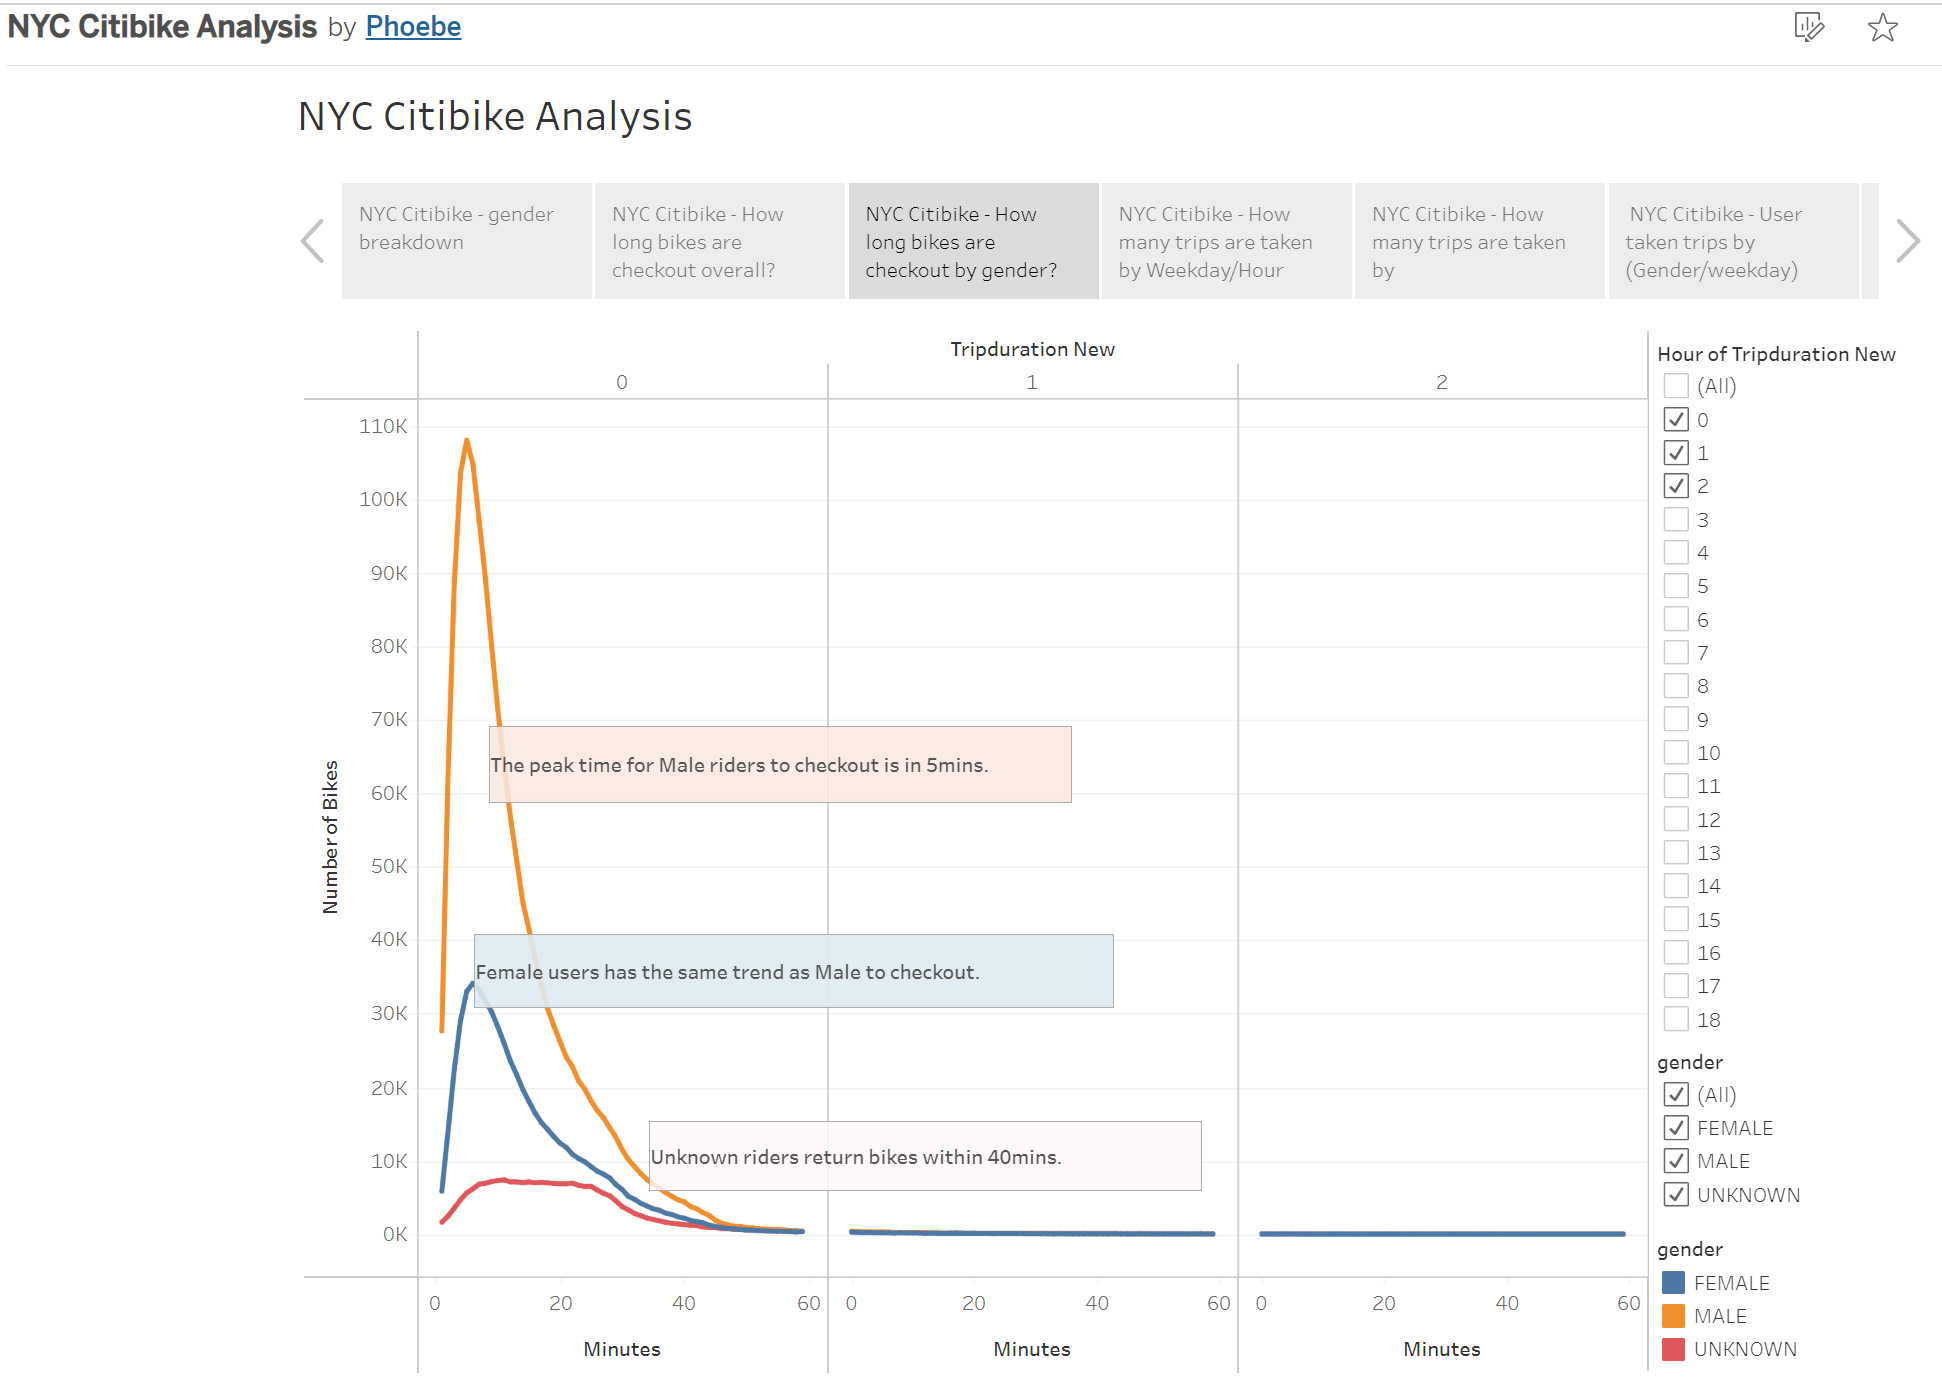 NYC Citibike Analysis by Phoebe
NYC Citibike Analysis
NYC Citibike - gender
breakdown
NYC Citibike - How
long bikes are
checkout overall?
NYC Citibike - How
long bikes are
checkout by gender?
NYC Citibike - How
many trips are taken
by Weekday/Hour
NYC Citibike - How
many trips are taken
by
NYC Citibike - User
taken trips by
(Gender/weekday)
Tripduration New
0
1
2
Number of Bikes
110K
100K
90K
80K
70K
60K
50K
40K
30K
20K
10K
0K
The peak time for Male riders to checkout is in 5mins.
Female users has the same trend as Male to checkout.
Unknown riders return bikes within 40mins.
0 20 40 60
0 20 40 60
0 20 40 60
Minutes
Minutes
Minutes
Hour of Tripduration New
(All)
0
1
2
3
4
5
6
7
8
9
10
11
12
13
14
15
16
17
18
gender
(All)
FEMALE
MALE
UNKNOWN
gender
FEMALE
MALE
UNKNOWN